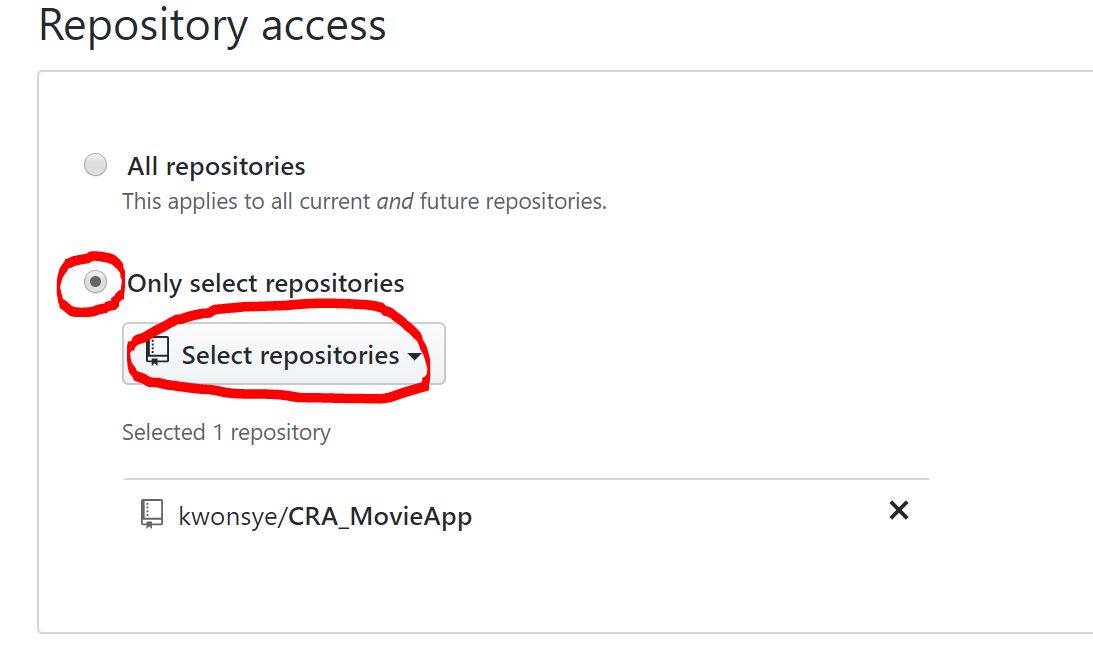 Repository access
All repositories
This applies to all current and future repositories.
Only select repositories
Select repositories
Selected 1 repository
kwonsye/CRA_MovieApp